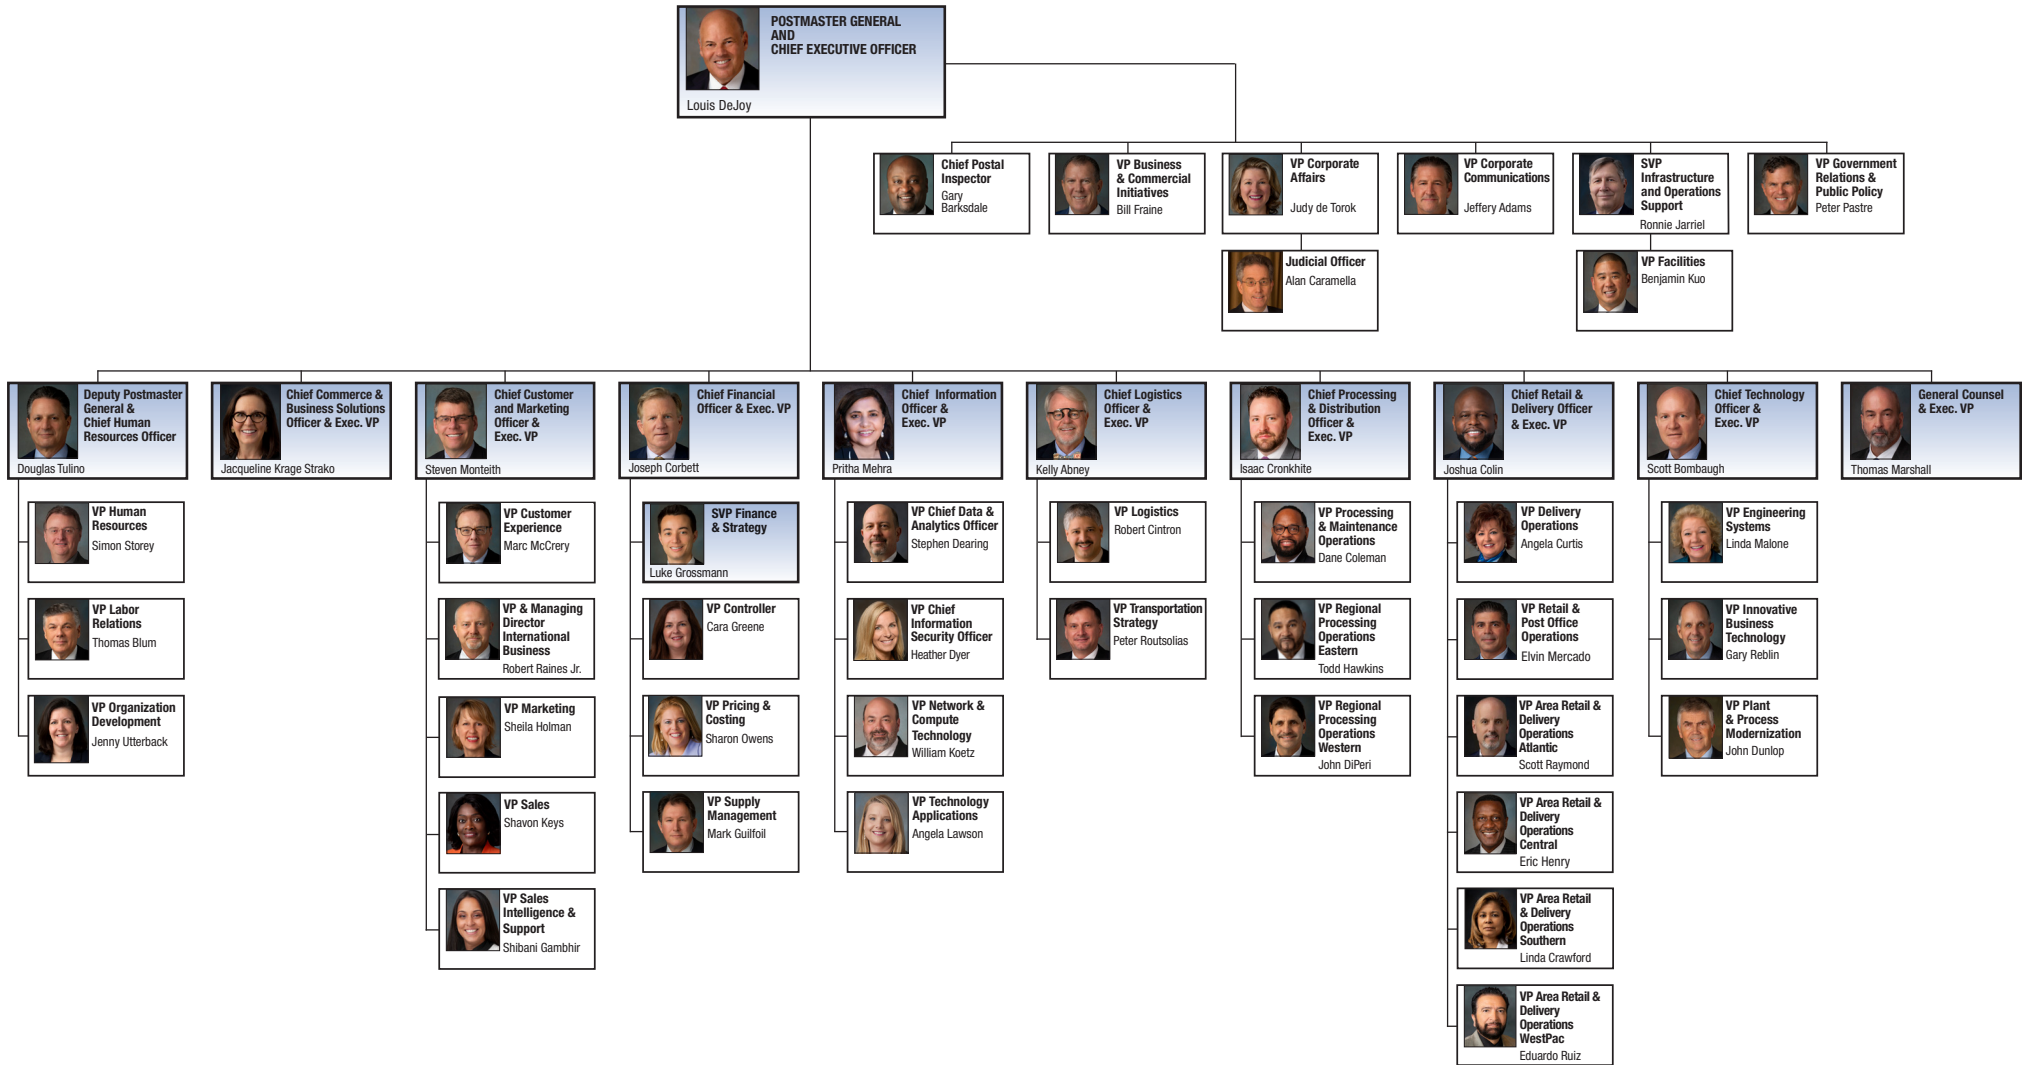 POSTMASTER GENERAL
AND
CHIEF EXECUTIVE OFFICER
Louis DeJoy
Chief Postal
Inspector
Gary
Barksdale
VP Business
& Commercial
Initiatives
Bill Fraine
VP Corporate
Affairs
Judy de Torok
VP Corporate
Communications
Jeffery Adams
SVP
Infrastructure
and Operations
Support
Ronnie Jarriel
VP Government
Relations &
Public Policy
Peter Pastre
Judicial Officer
Alan Caramella
VP Facilities
Benjamin Kuo
Deputy Postmaster
General &
Chief Human
Resources Officer
Douglas Tulino
Chief Commerce &
Business Solutions
Officer & Exec. VP
Jacqueline Krage Strako
Chief Customer
and Marketing
Officer &
Exec. VP
Steven Monteith
Chief Financial
Officer & Exec. VP
Joseph Corbett
Chief Information
Officer &
Exec. VP
Pritha Mehra
Chief Logistics
Officer &
Exec. VP
Kelly Abney
Chief Processing
& Distribution
Officer &
Exec. VP
Isaac Cronkhite
Chief Retail &
Delivery Officer
& Exec. VP
Joshua Colin
Chief Technology
Officer &
Exec. VP
Scott Bombaugh
General Counsel
& Exec. VP
Thomas Marshall
VP Human
Resources
Simon Storey
VP Labor
Relations
Thomas Blum
VP Organization
Development
Jenny Utterback
VP Customer
Experience
Marc McCrery
VP & Managing
Director
International
Business
Robert Raines Jr.
VP Marketing
Sheila Holman
VP Sales
Shavon Keys
VP Sales
Intelligence &
Support
Shibani Gambhir
SVP Finance
& Strategy
Luke Grossmann
VP Controller
Cara Greene
VP Pricing &
Costing
Sharon Owens
VP Supply
Management
Mark Guilfoil
VP Chief Data &
Analytics Officer
Stephen Dearing
VP Chief
Information
Security Officer
Heather Dyer
VP Network &
Compute
Technology
William Koetz
VP Technology
Applications
Angela Lawson
VP Logistics
Robert Cintron
VP Transportation
Strategy
Peter Routsolias
VP Processing
& Maintenance
Operations
Dane Coleman
VP Regional
Processing
Operations
Eastern
Todd Hawkins
VP Regional
Processing
Operations
Western
John DiPeri
VP Delivery
Operations
Angela Curtis
VP Retail &
Post Office
Operations
Elvin Mercado
VP Area Retail &
Delivery
Operations
Atlantic
Scott Raymond
VP Area Retail &
Delivery
Operations
Central
Eric Henry
VP Area Retail
& Delivery
Operations
Southern
Linda Crawford
VP Area Retail &
Delivery
Operations
WestPac
Eduardo Ruiz
VP Engineering
Systems
Linda Malone
VP Innovative
Business
Technology
Gary Reblin
VP Plant
& Process
Modernization
John Dunlop